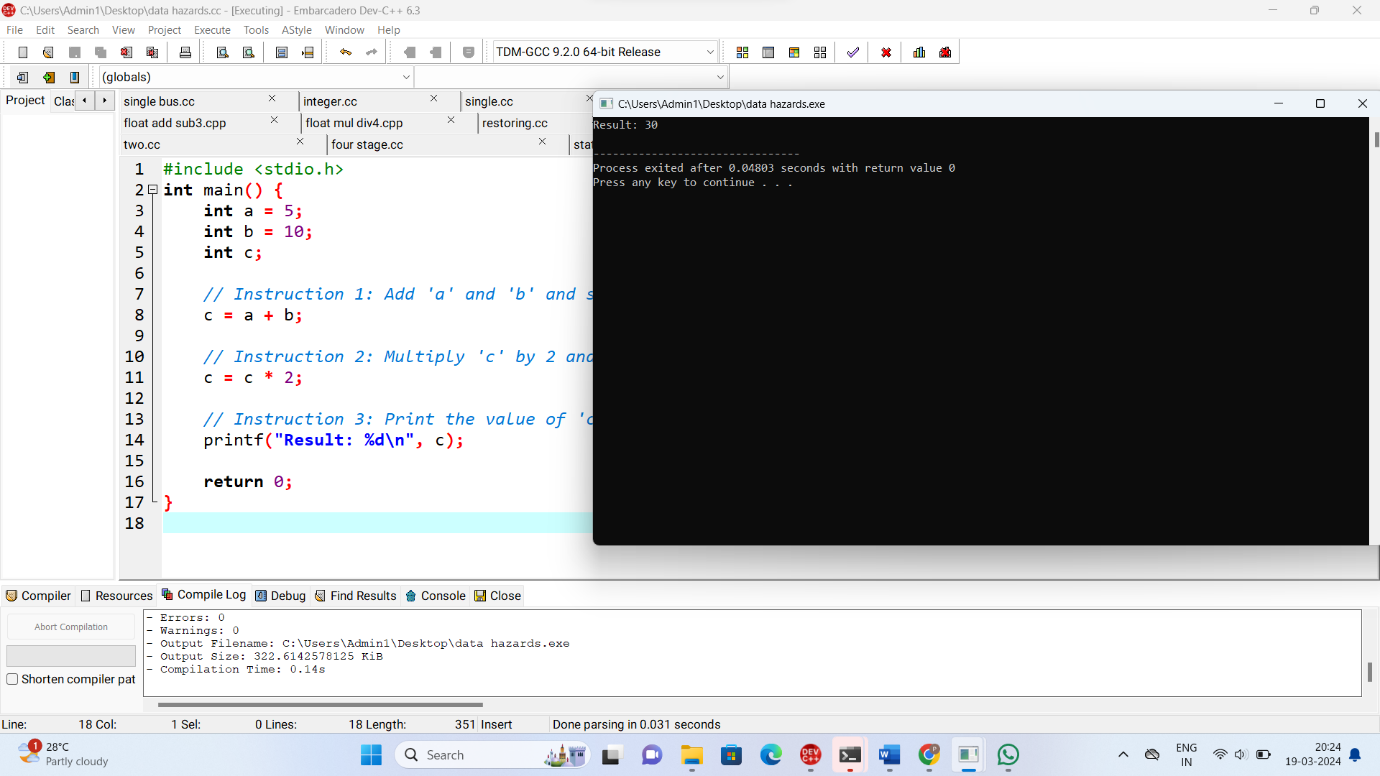 C:\Users\Admin1\Desktop\data hazards.cc - [Executing] - Embarcadero Dev-C++ 6.3
File Edit Search View Project Execute Tools AStyle Window Help
TDM-GCC 9.2.0 64-bit Release
(globals)
Project
single bus.cc
integer.cc
single.cc
float add sub3.cpp
float mul div4.cpp
restoring.cc
two.cc
four stage.cc
C:\Users\Admin1\Desktop\data hazards.exe
Result: 30
--------------------------------
Process exited after 0.04803 seconds with return value 0
Press any key to continue . . .
1 #include <stdio.h>
2 int main() {
3 int a = 5;
4 int b = 10;
5 int c;
6
7 // Instruction 1: Add 'a' and 'b' and
8 c = a + b;
9
10 // Instruction 2: Multiply 'c' by 2 and
11 c = c * 2;
12
13 // Instruction 3: Print the value of 'c
14 printf("Result: %d\n", c);
15
16 return 0;
17 }
18
Compiler Resources Compile Log Debug Find Results Console Close
Abort Compilation
Shorten compiler pat
- Errors: 0
- Warnings: 0
- Output Filename: C:\Users\Admin1\Desktop\data hazards.exe
- Output Size: 322.6142578125 KiB
- Compilation Time: 0.14s
Line: 18 Col: 1 Sel: 0 Lines: 18 Length: 351 Insert Done parsing in 0.031 seconds
1
28°C
Partly cloudy
Search
ENG
IN
20:24
19-03-2024